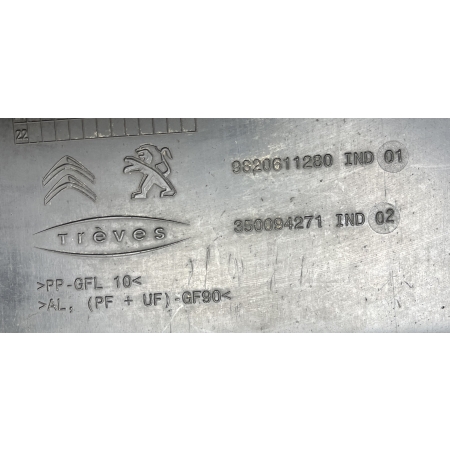 22
9820611280 IND 01
Trèves
350094271 IND 02
>PP-GFL 10<
>AL, (PF + UF)-GF90<